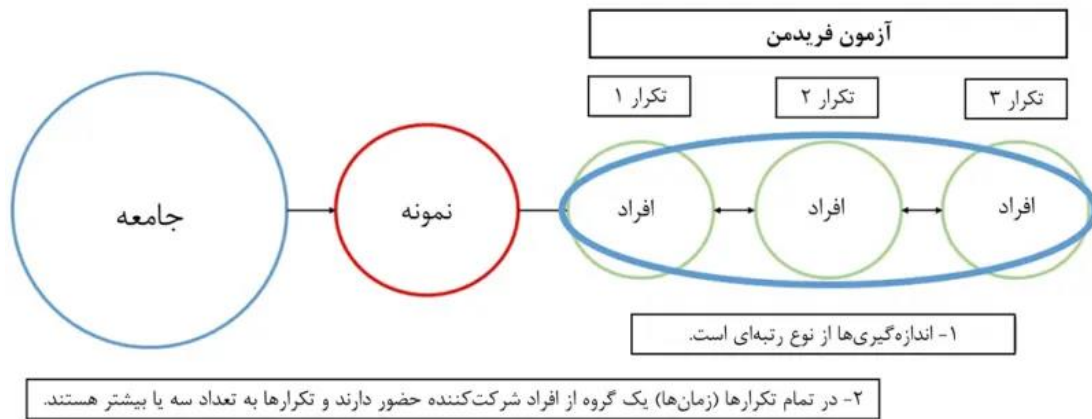 آزمون فریدمن
تکرار ۱
تکرار ۲
تکرار ۳
جامعه
نمونه
افراد
افراد
افراد
۱- اندازه‌گیری‌ها از نوع رتبه‌ای است.
۲- در تمام تکرارها (زمان‌ها) یک گروه از افراد شرکت‌کننده حضور دارند و تکرارها به تعداد سه یا بیشتر هستند.